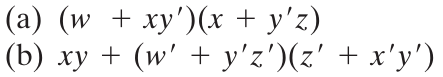 (a) (w + xy')(x + y'z)
(b) xy + (w' + y'z')(z' + x'y')